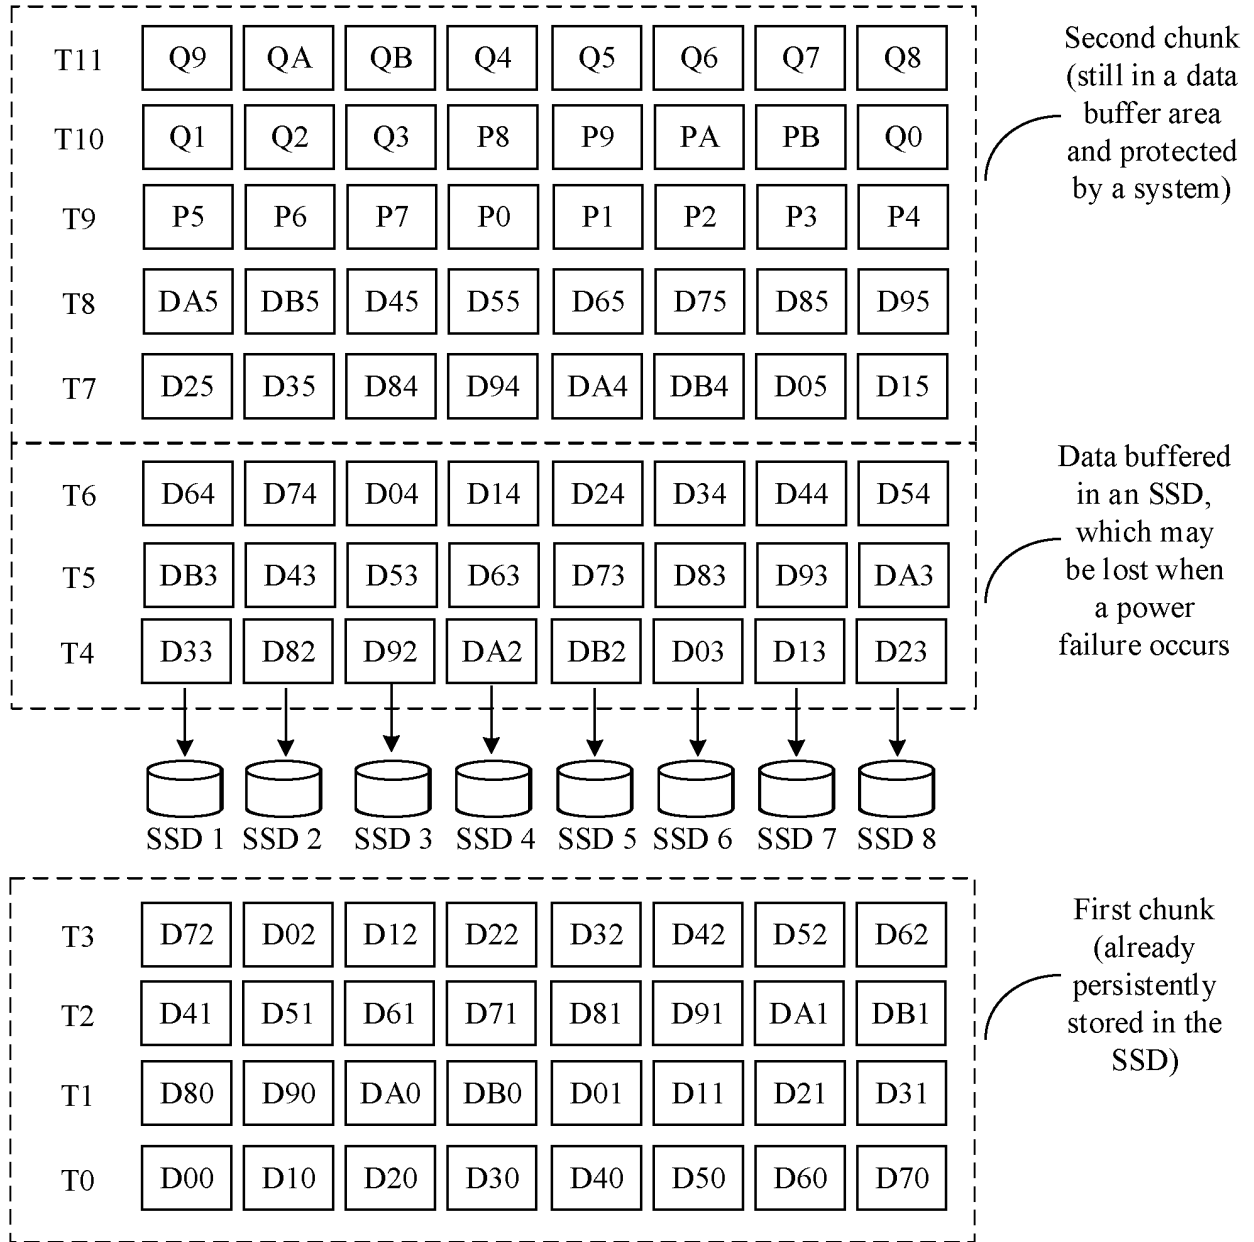 T11 Q9 QA QB Q4 Q5 Q6 Q7 Q8
T10 Q1 Q2 Q3 P8 P9 PA PB Q0
T9 P5 P6 P7 P0 P1 P2 P3 P4
T8 DA5 DB5 D45 D55 D65 D75 D85 D95
T7 D25 D35 D84 D94 DA4 DB4 D05 D15
Second chunk
(still in a data
buffer area
and protected
by a system)
T6 D64 D74 D04 D14 D24 D34 D44 D54
T5 DB3 D43 D53 D63 D73 D83 D93 DA3
T4 D33 D82 D92 DA2 DB2 D03 D13 D23
Data buffered
in an SSD,
which may
be lost when
a power
failure occurs
SSD 1 SSD 2 SSD 3 SSD 4 SSD 5 SSD 6 SSD 7 SSD 8
T3 D72 D02 D12 D22 D32 D42 D52 D62
T2 D41 D51 D61 D71 D81 D91 DA1 DB1
T1 D80 D90 DA0 DB0 D01 D11 D21 D31
T0 D00 D10 D20 D30 D40 D50 D60 D70
First chunk
(already
persistently
stored in the
SSD)